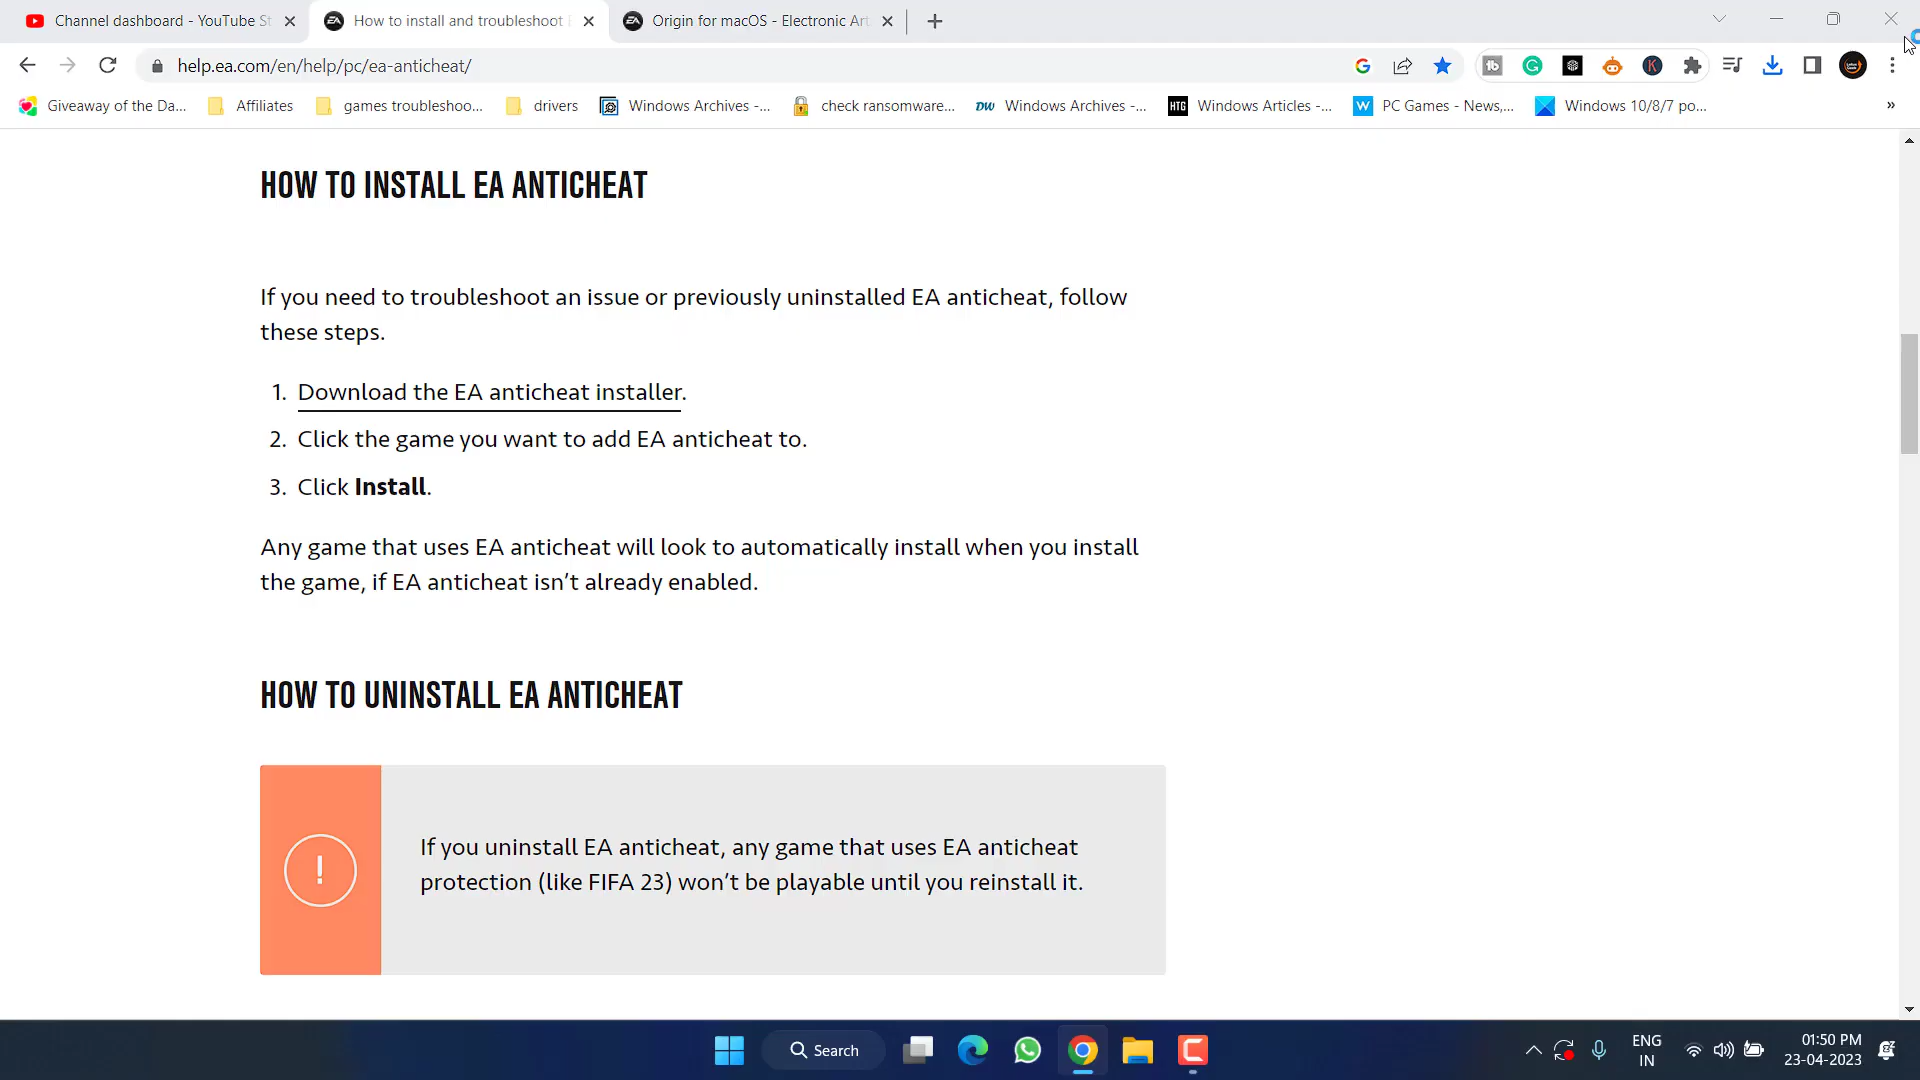 Channel dashboard - YouTube St
How to install and troubleshoot E
Origin for macOS - Electronic Art
help.ea.com/en/help/pc/ea-anticheat/
Giveaway of the Da...
Affiliates
games troubleshoo...
drivers
Windows Archives -...
check ransomware...
DW
Windows Archives -...
HTG
Windows Articles -...
W
PC Games - News,...
Windows 10/8/7 po...
»
HOW TO INSTALL EA ANTICHEAT
If you need to troubleshoot an issue or previously uninstalled EA anticheat, follow
these steps.
1. Download the EA anticheat installer.
2. Click the game you want to add EA anticheat to.
3. Click Install.
Any game that uses EA anticheat will look to automatically install when you install
the game, if EA anticheat isn't already enabled.
HOW TO UNINSTALL EA ANTICHEAT
If you uninstall EA anticheat, any game that uses EA anticheat
protection (like FIFA 23) won't be playable until you reinstall it.
Search
ENG
IN
01:50 PM
23-04-2023